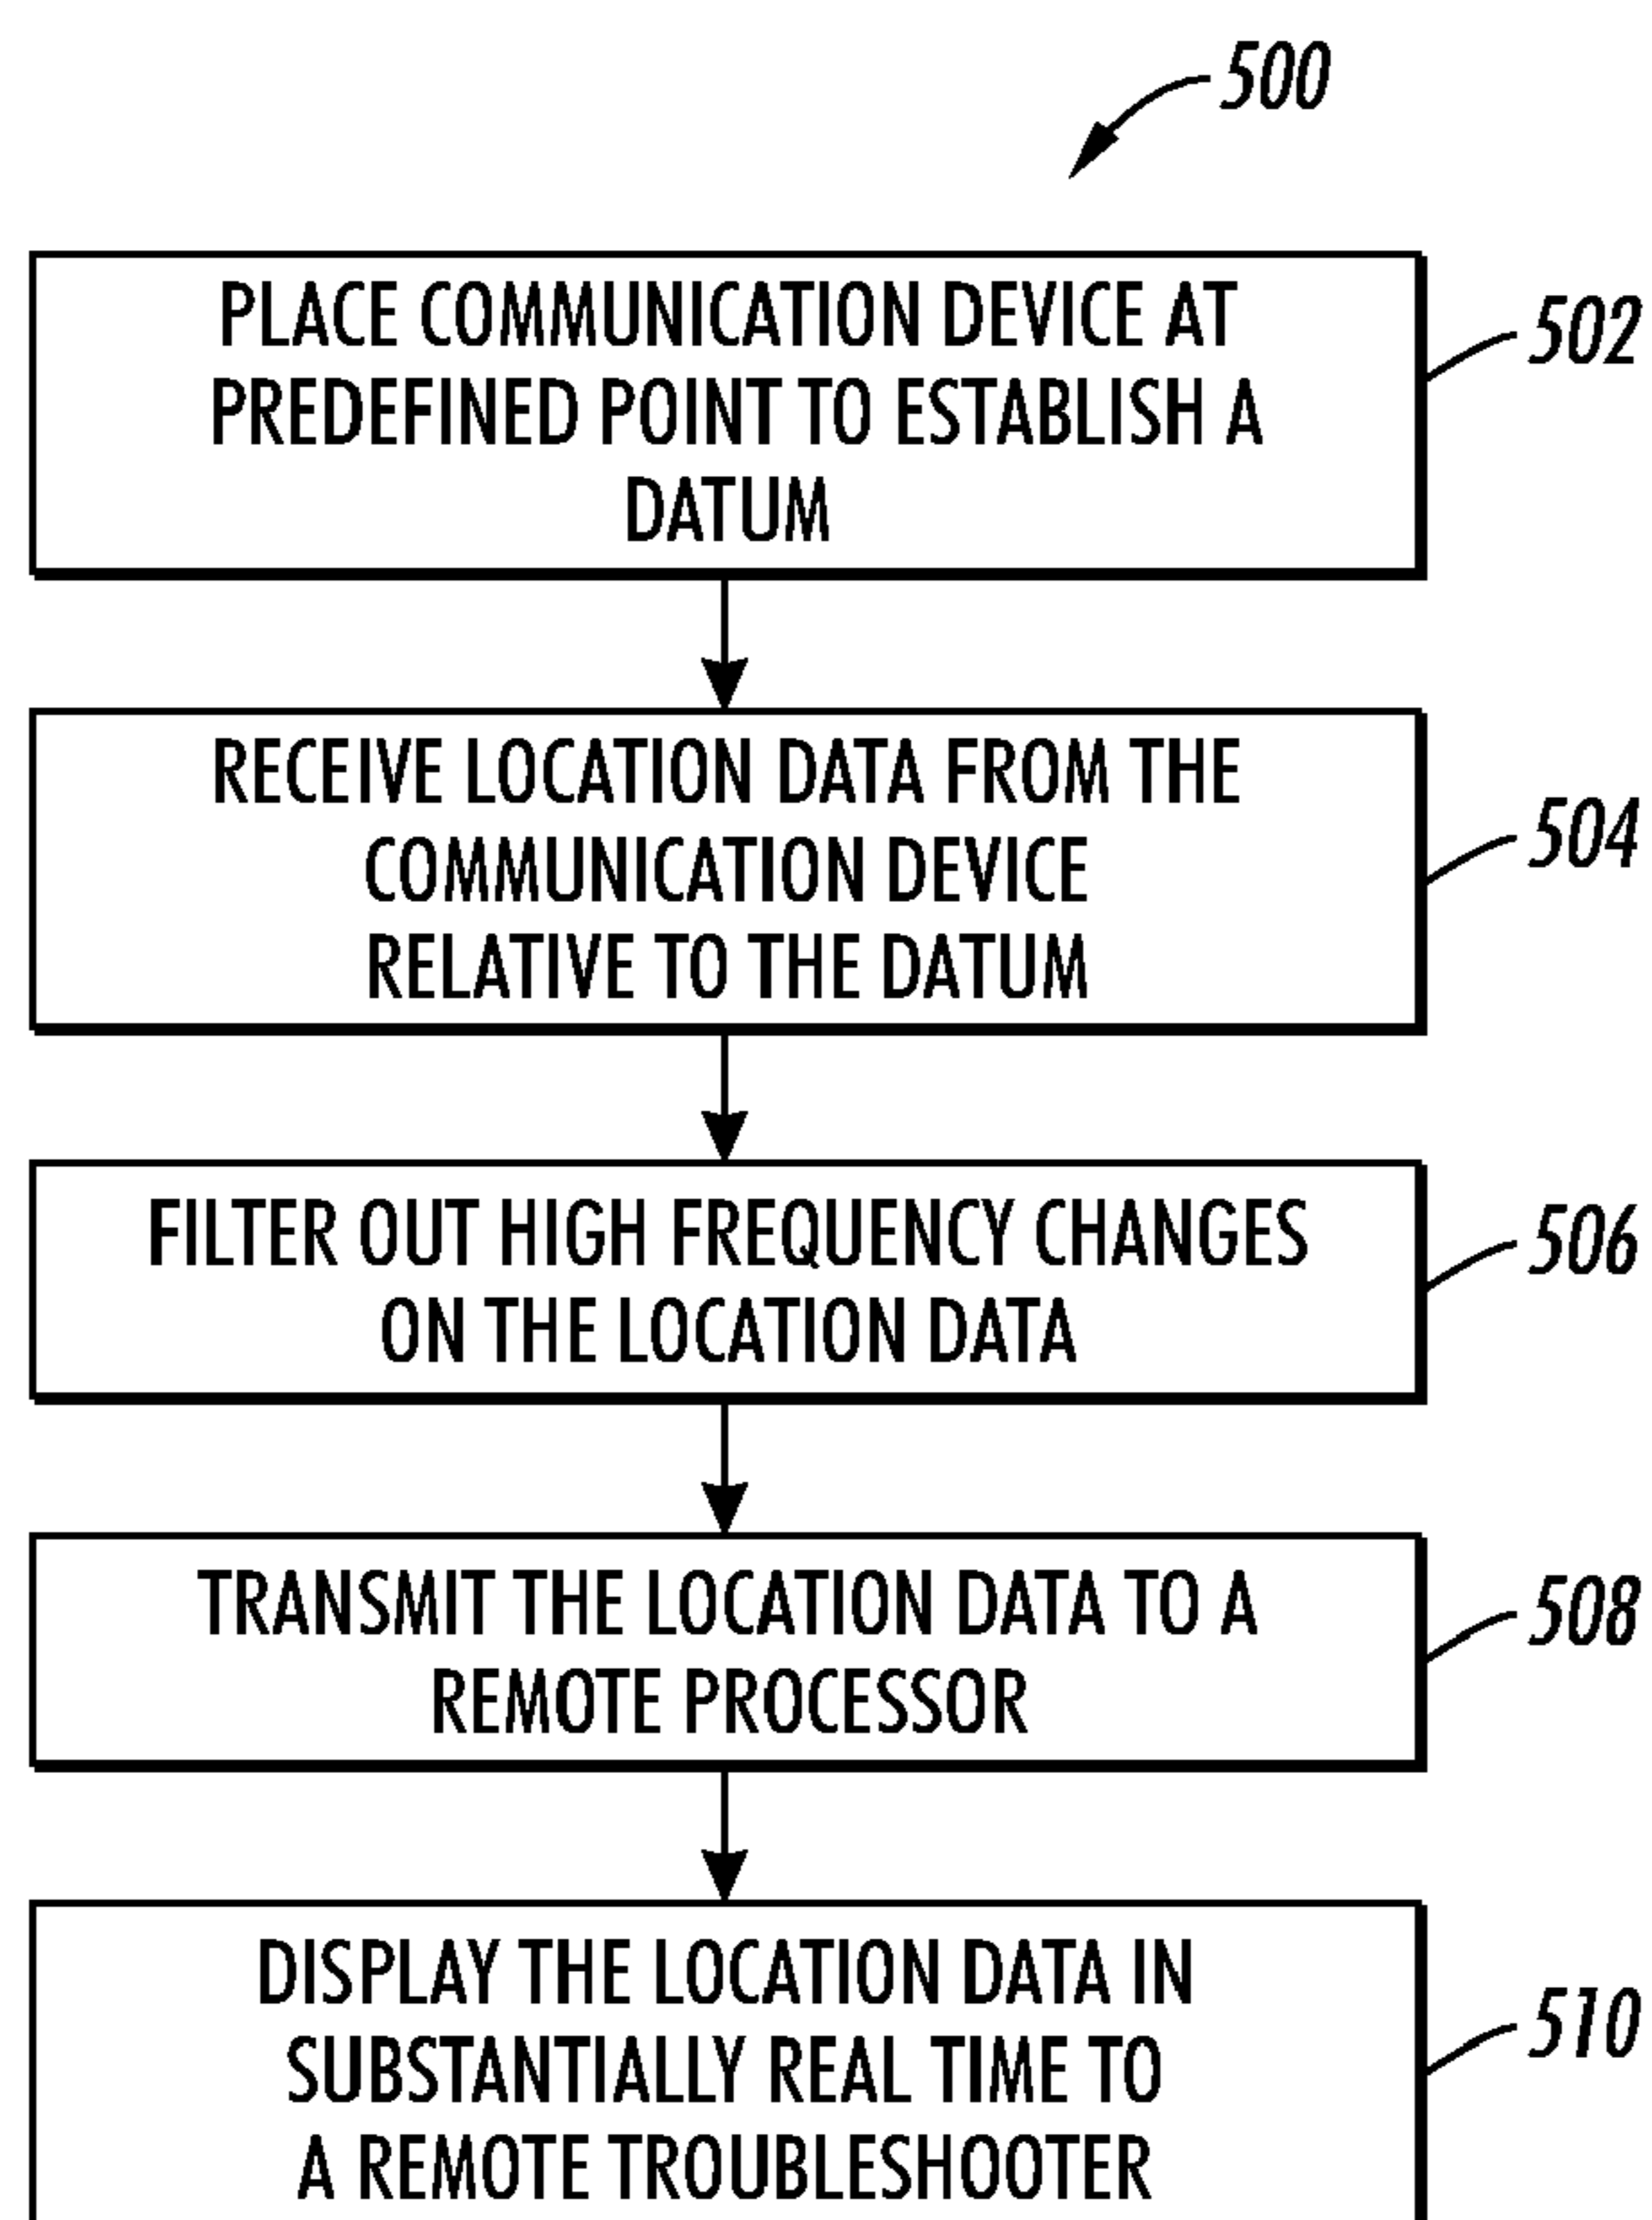 500
PLACE COMMUNICATION DEVICE AT
PREDEFINED POINT TO ESTABLISH A
DATUM
502
RECEIVE LOCATION DATA FROM THE
COMMUNICATION DEVICE
RELATIVE TO THE DATUM
504
FILTER OUT HIGH FREQUENCY CHANGES
ON THE LOCATION DATA
506
TRANSMIT THE LOCATION DATA TO A
REMOTE PROCESSOR
508
DISPLAY THE LOCATION DATA IN
SUBSTANTIALLY REAL TIME TO
A REMOTE TROUBLESHOOTER
510